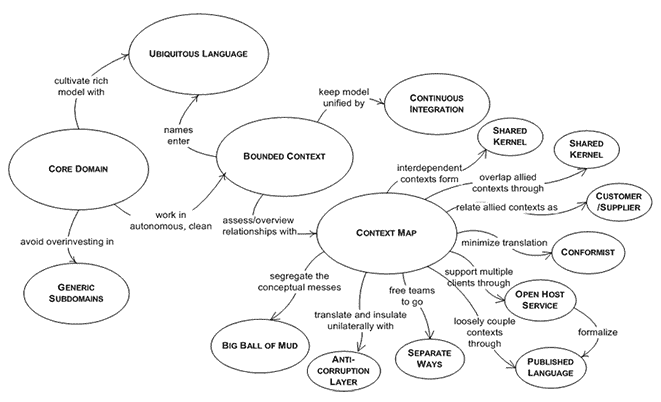 UBIQUITOUS LANGUAGE
cultivate rich
model with
keep model
unified by
CONTINUOUS
INTEGRATION
names
enter
BOUNDED CONTEXT
SHARED
KERNEL
SHARED
KERNEL
CORE DOMAIN
interdependent
contexts form
overlap allied
contexts through
CUSTOMER
/SUPPLIER
relate allied contexts as
work in
autonomous, clean
assess/overview
relationships with
CONTEXT MAP
avoid overinvesting in
minimize translation
CONFORMIST
GENERIC
SUBDOMAINS
segregate the
conceptual messes
support multiple
clients through
free teams
to go
OPEN HOST
SERVICE
translate and insulate
unilaterally with
loosely couple
contexts
through
formalize
BIG BALL OF MUD
ANTI-
CORRUPTION
LAYER
SEPARATE
WAYS
PUBLISHED
LANGUAGE